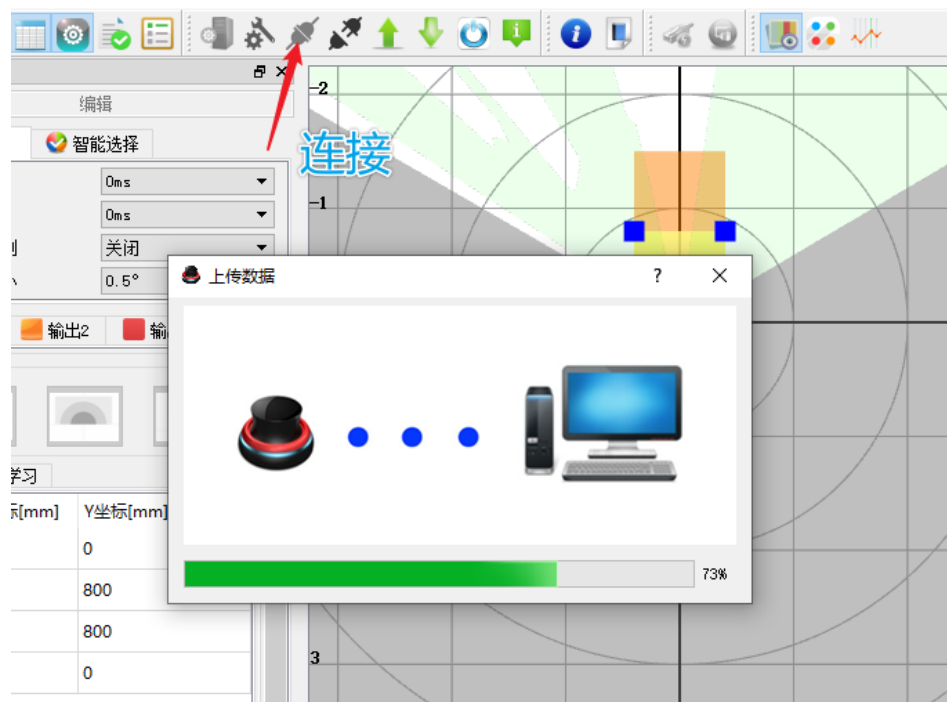 -2
编辑
智能选择
连接
0ms
-1
0ms
关闭
0.5°
上传数据
?
输出2
输
学习
标[mm]
Y坐标[mm]
0
73%
800
800
3
0